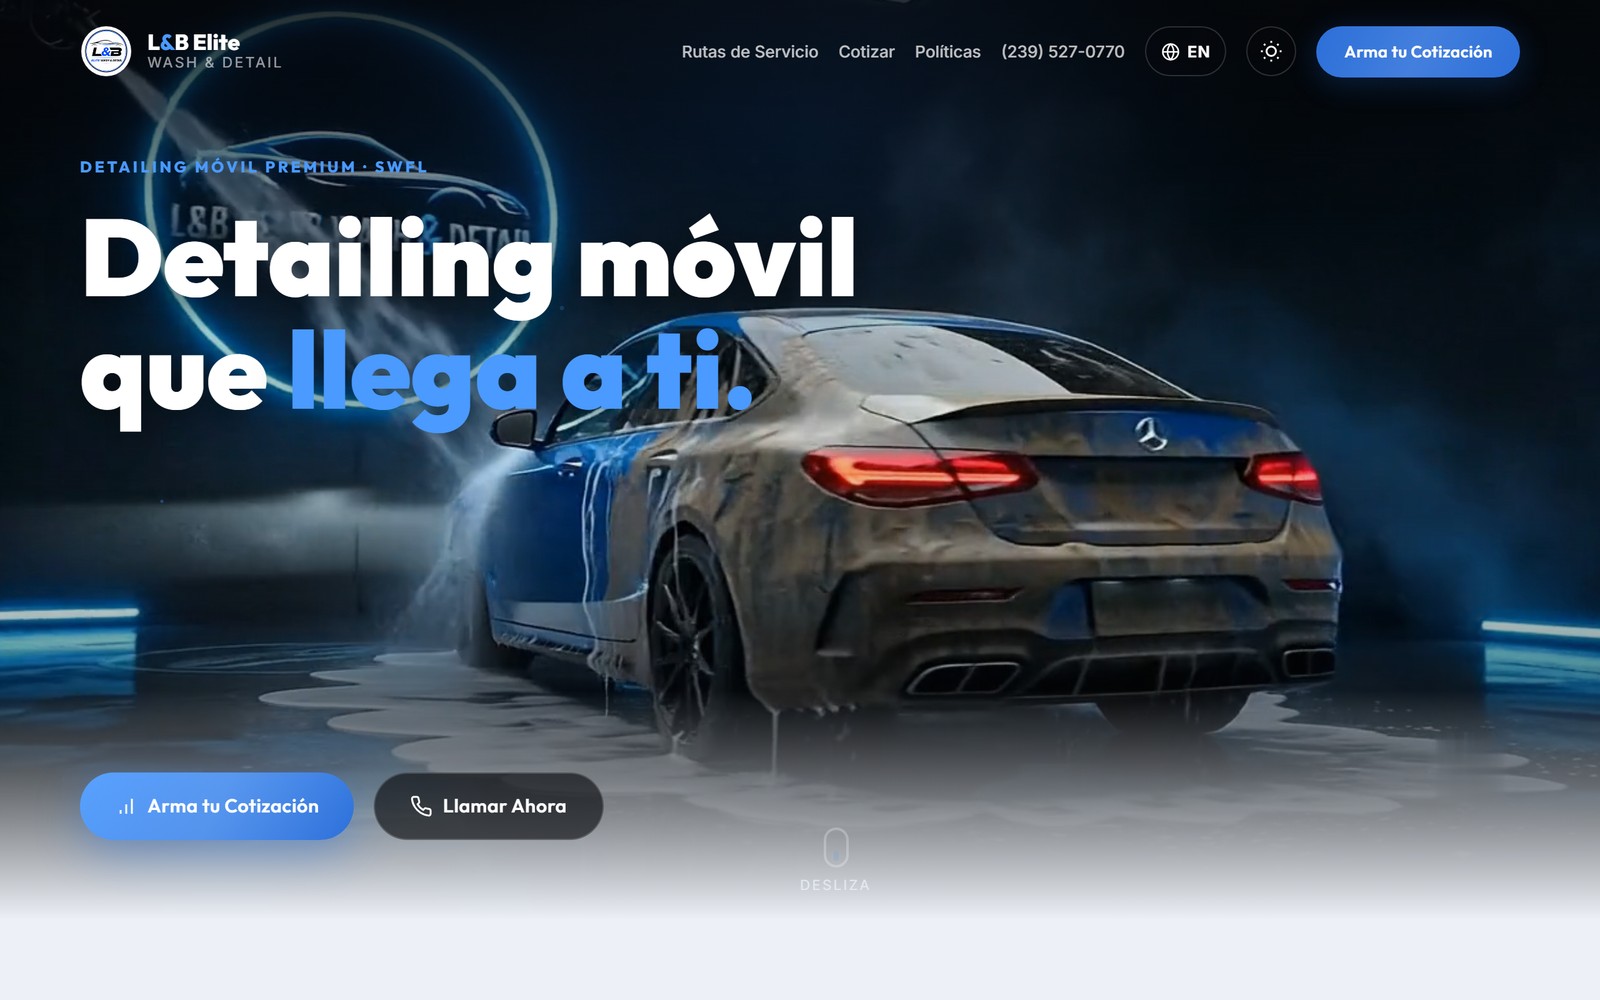 L&B
L&B Elite
WASH & DETAIL
Rutas de Servicio
Cotizar
Políticas
(239) 527-0770
EN
Arma tu Cotización
DETAILING MÓVIL PREMIUM · SWFL
L&B
& DETAIL
Detailing móvil
que llega a ti.
Arma tu Cotización
Llamar Ahora
DESLIZA